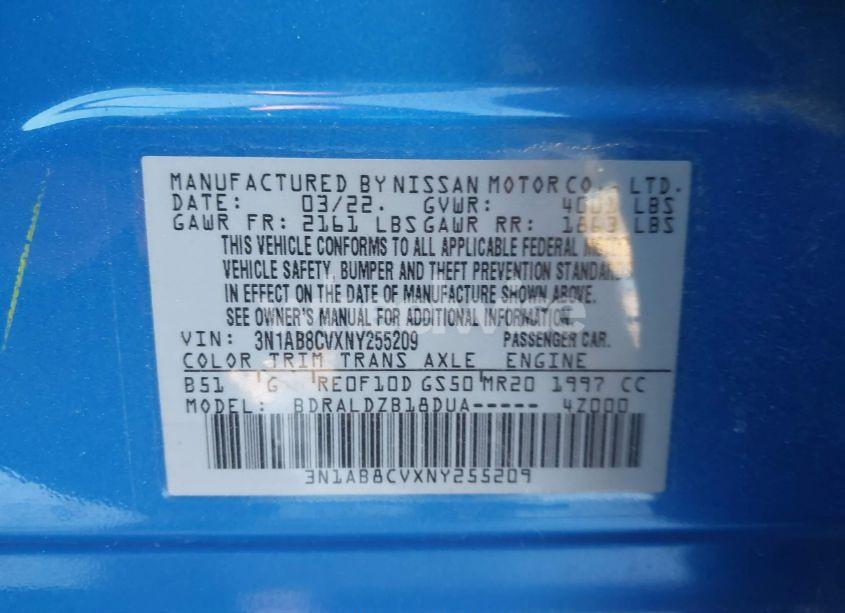 MANUFACTURED BY NISSAN MOTOR CO., LTD.
DATE: 03/22. GVWR: LBS
GAWR FR: 2161 LBS GAWR RR: 1863 LBS
THIS VEHICLE CONFORMS TO ALL APPLICABLE FEDERAL
VEHICLE SAFETY, BUMPER AND THEFT PREVENTION STANDARDS
IN EFFECT ON THE DATE OF MANUFACTURE SHOWN ABOVE.
SEE OWNER'S MANUAL FOR ADDITIONAL INFORMATION.
VIN: 3N1AB8CVXNY255209 PASSENGER CAR.
COLOR TRIM TRANS AXLE ENGINE
B51 G RE0F10D GS50 MR20 1997 CC
MODEL: BDRALDZB18DUA----- 4Z000
3N1AB8CVXNY255209